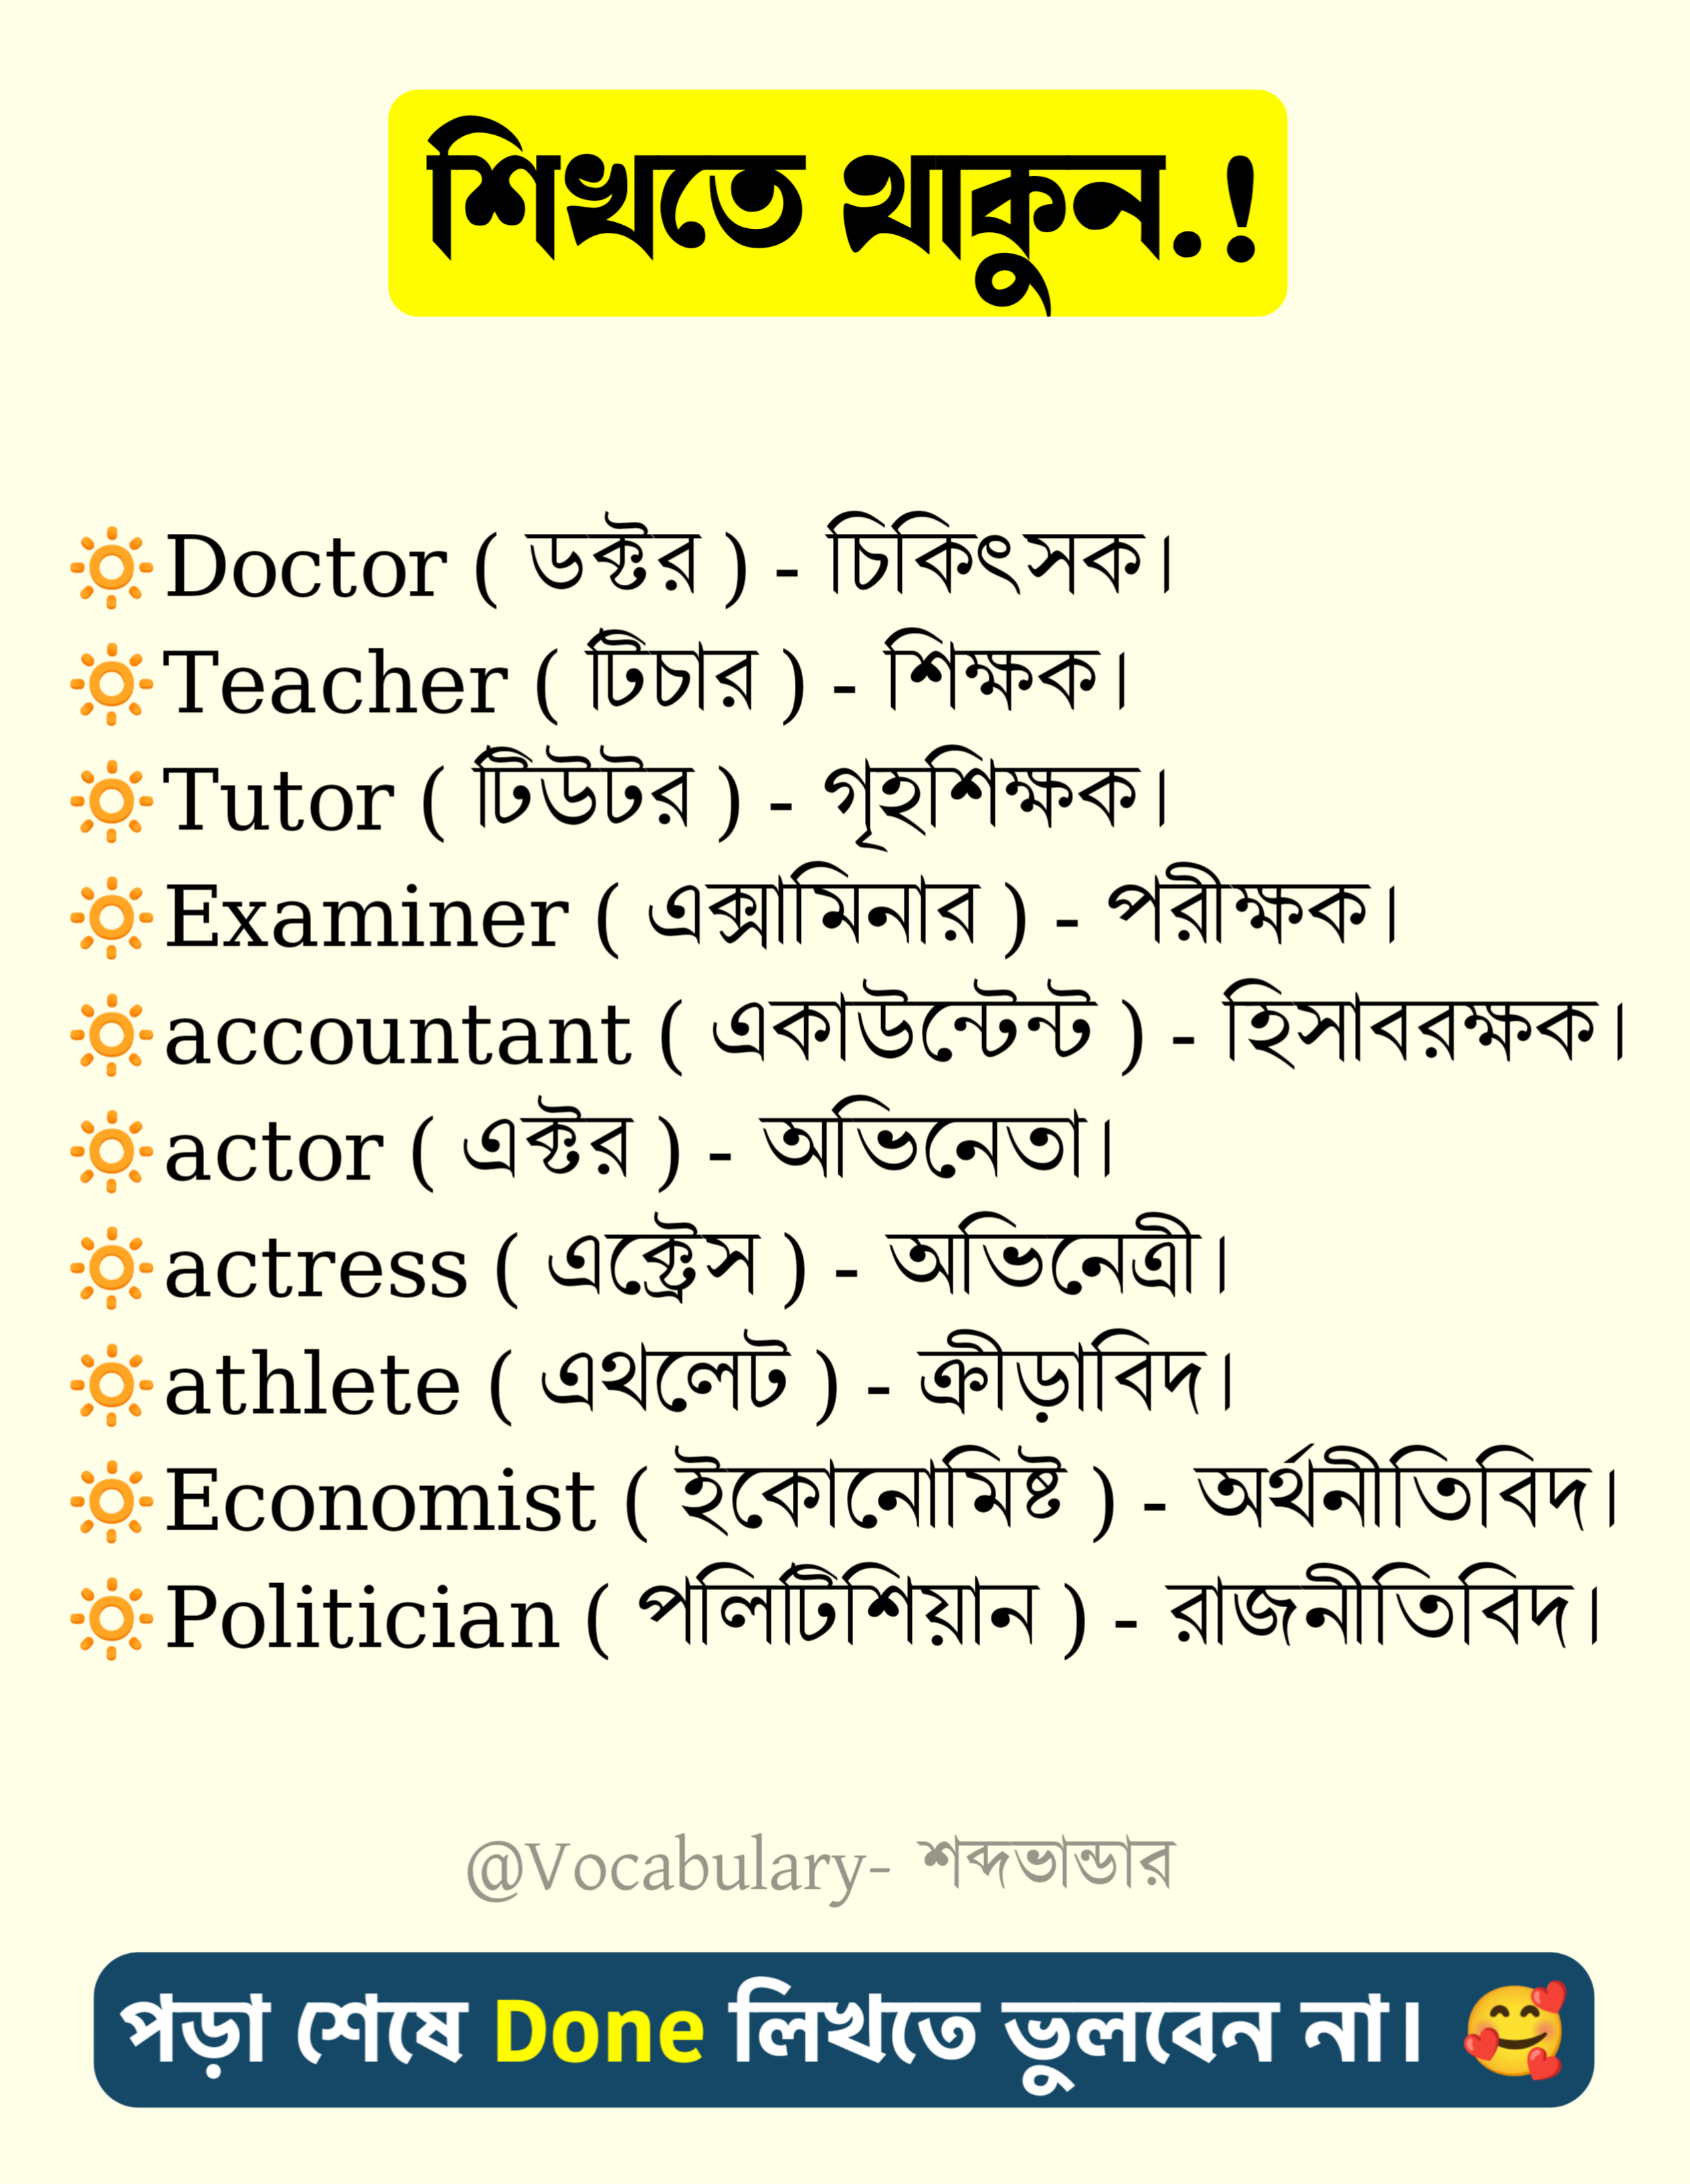 শিখতে থাকুন.!
🔆Doctor ( ডক্টর ) - চিকিৎসক।
🔆Teacher ( টিচার ) - শিক্ষক।
🔆Tutor ( টিউটর ) - গৃহশিক্ষক।
🔆Examiner ( এক্সামিনার ) - পরীক্ষক।
🔆accountant ( একাউন্টেন্ট ) - হিসাবরক্ষক।
🔆actor ( এক্টর ) - অভিনেতা।
🔆actress ( এক্ট্রেস ) - অভিনেত্রী।
🔆athlete ( এথলেট ) - ক্রীড়াবিদ।
🔆Economist ( ইকোনোমিষ্ট ) - অর্থনীতিবিদ।
🔆Politician ( পলিটিশিয়ান ) - রাজনীতিবিদ।
@Vocabulary- শব্দভাডার
পড়া শেষে Done লিখতে ভুলবেন না। 🥰